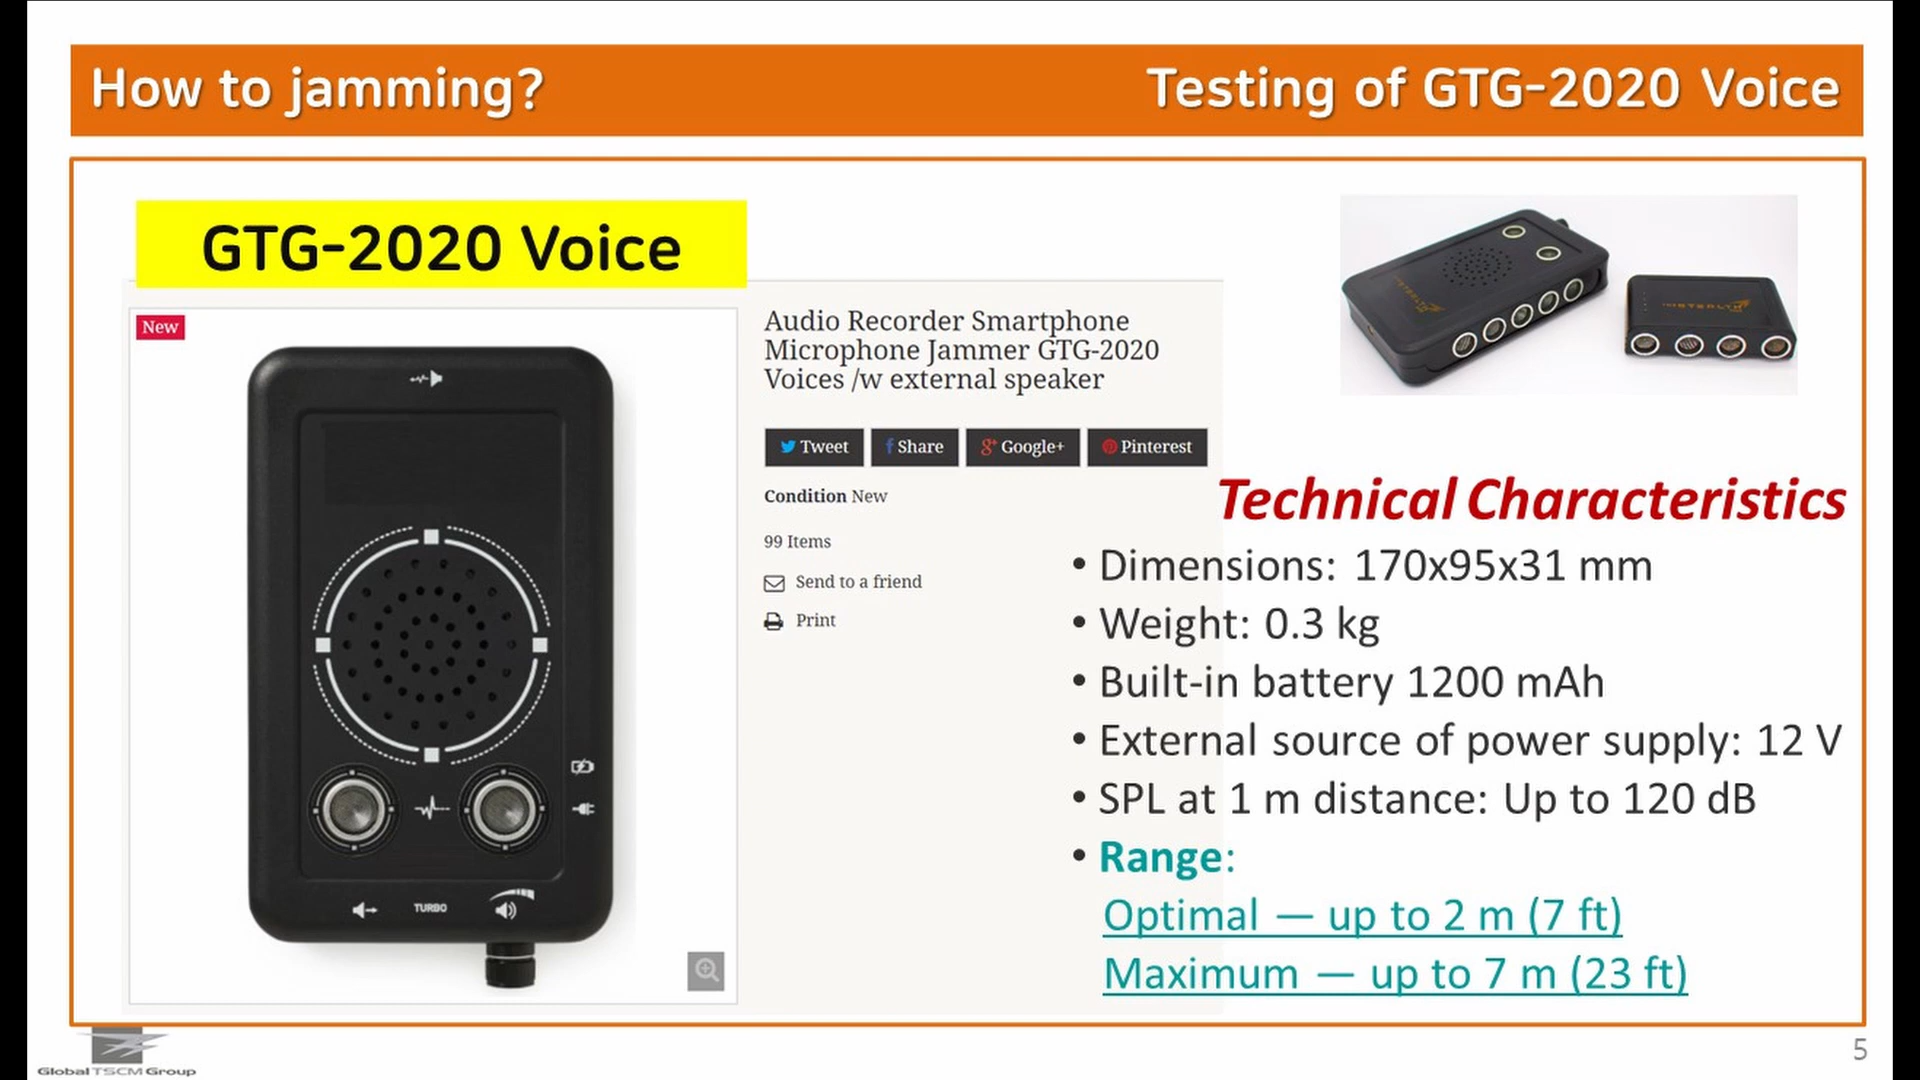 How to jamming?
Testing of GTG-2020 Voice
GTG-2020 Voice
New
TURBO
Audio Recorder Smartphone
Microphone Jammer GTG-2020
Voices /w external speaker
Tweet
Share
Google+
Pinterest
Condition New
99 Items
Send to a friend
Print
Technical Characteristics
• Dimensions: 170x95x31 mm
• Weight: 0.3 kg
• Built-in battery 1200 mAh
• External source of power supply: 12 V
• SPL at 1 m distance: Up to 120 dB
• Range:
Optimal — up to 2 m (7 ft)
Maximum — up to 7 m (23 ft)
Global TSCM Group
5